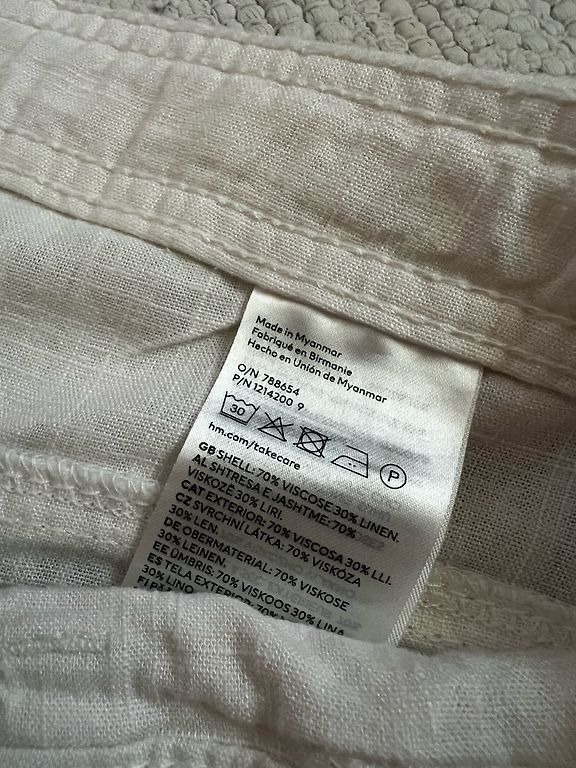 Made in Myanmar
Fabriqué en Birmanie
Hecho en Unión de Myanmar
O/N 788654
P/N 1214200 9
30 P
hm.com/takecare
GB SHELL: 70% VISCOSE 30% LINEN.
AL SHTRESA E JASHTME: 70%
VISKOZË 30% LIRI
CAT EXTERIOR: 70% VISCOSA 30% LLI.
CZ SVRCHNÍ LÁTKA: 70% VISKÓZA
30% LEN.
DE OBERMATERIAL: 70% VISKOSE
30% LEINEN.
EE ÜMBRIS: 70% VISKOOS 30% LINA
ES TELA EXTERIOR: 70%
30% LINO